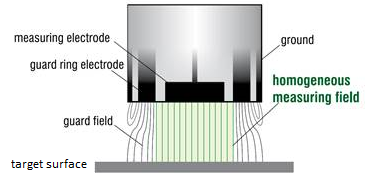 measuring electrode
guard ring electrode
ground
homogeneous
measuring field
guard field
target surface